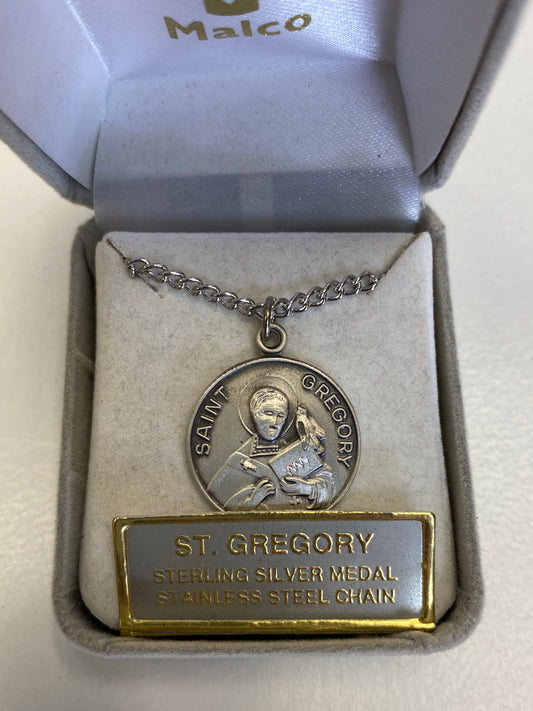 Malco
SAINT GREGORY
ST. GREGORY
STERLING SILVER MEDAL
STAINLESS STEEL CHAIN